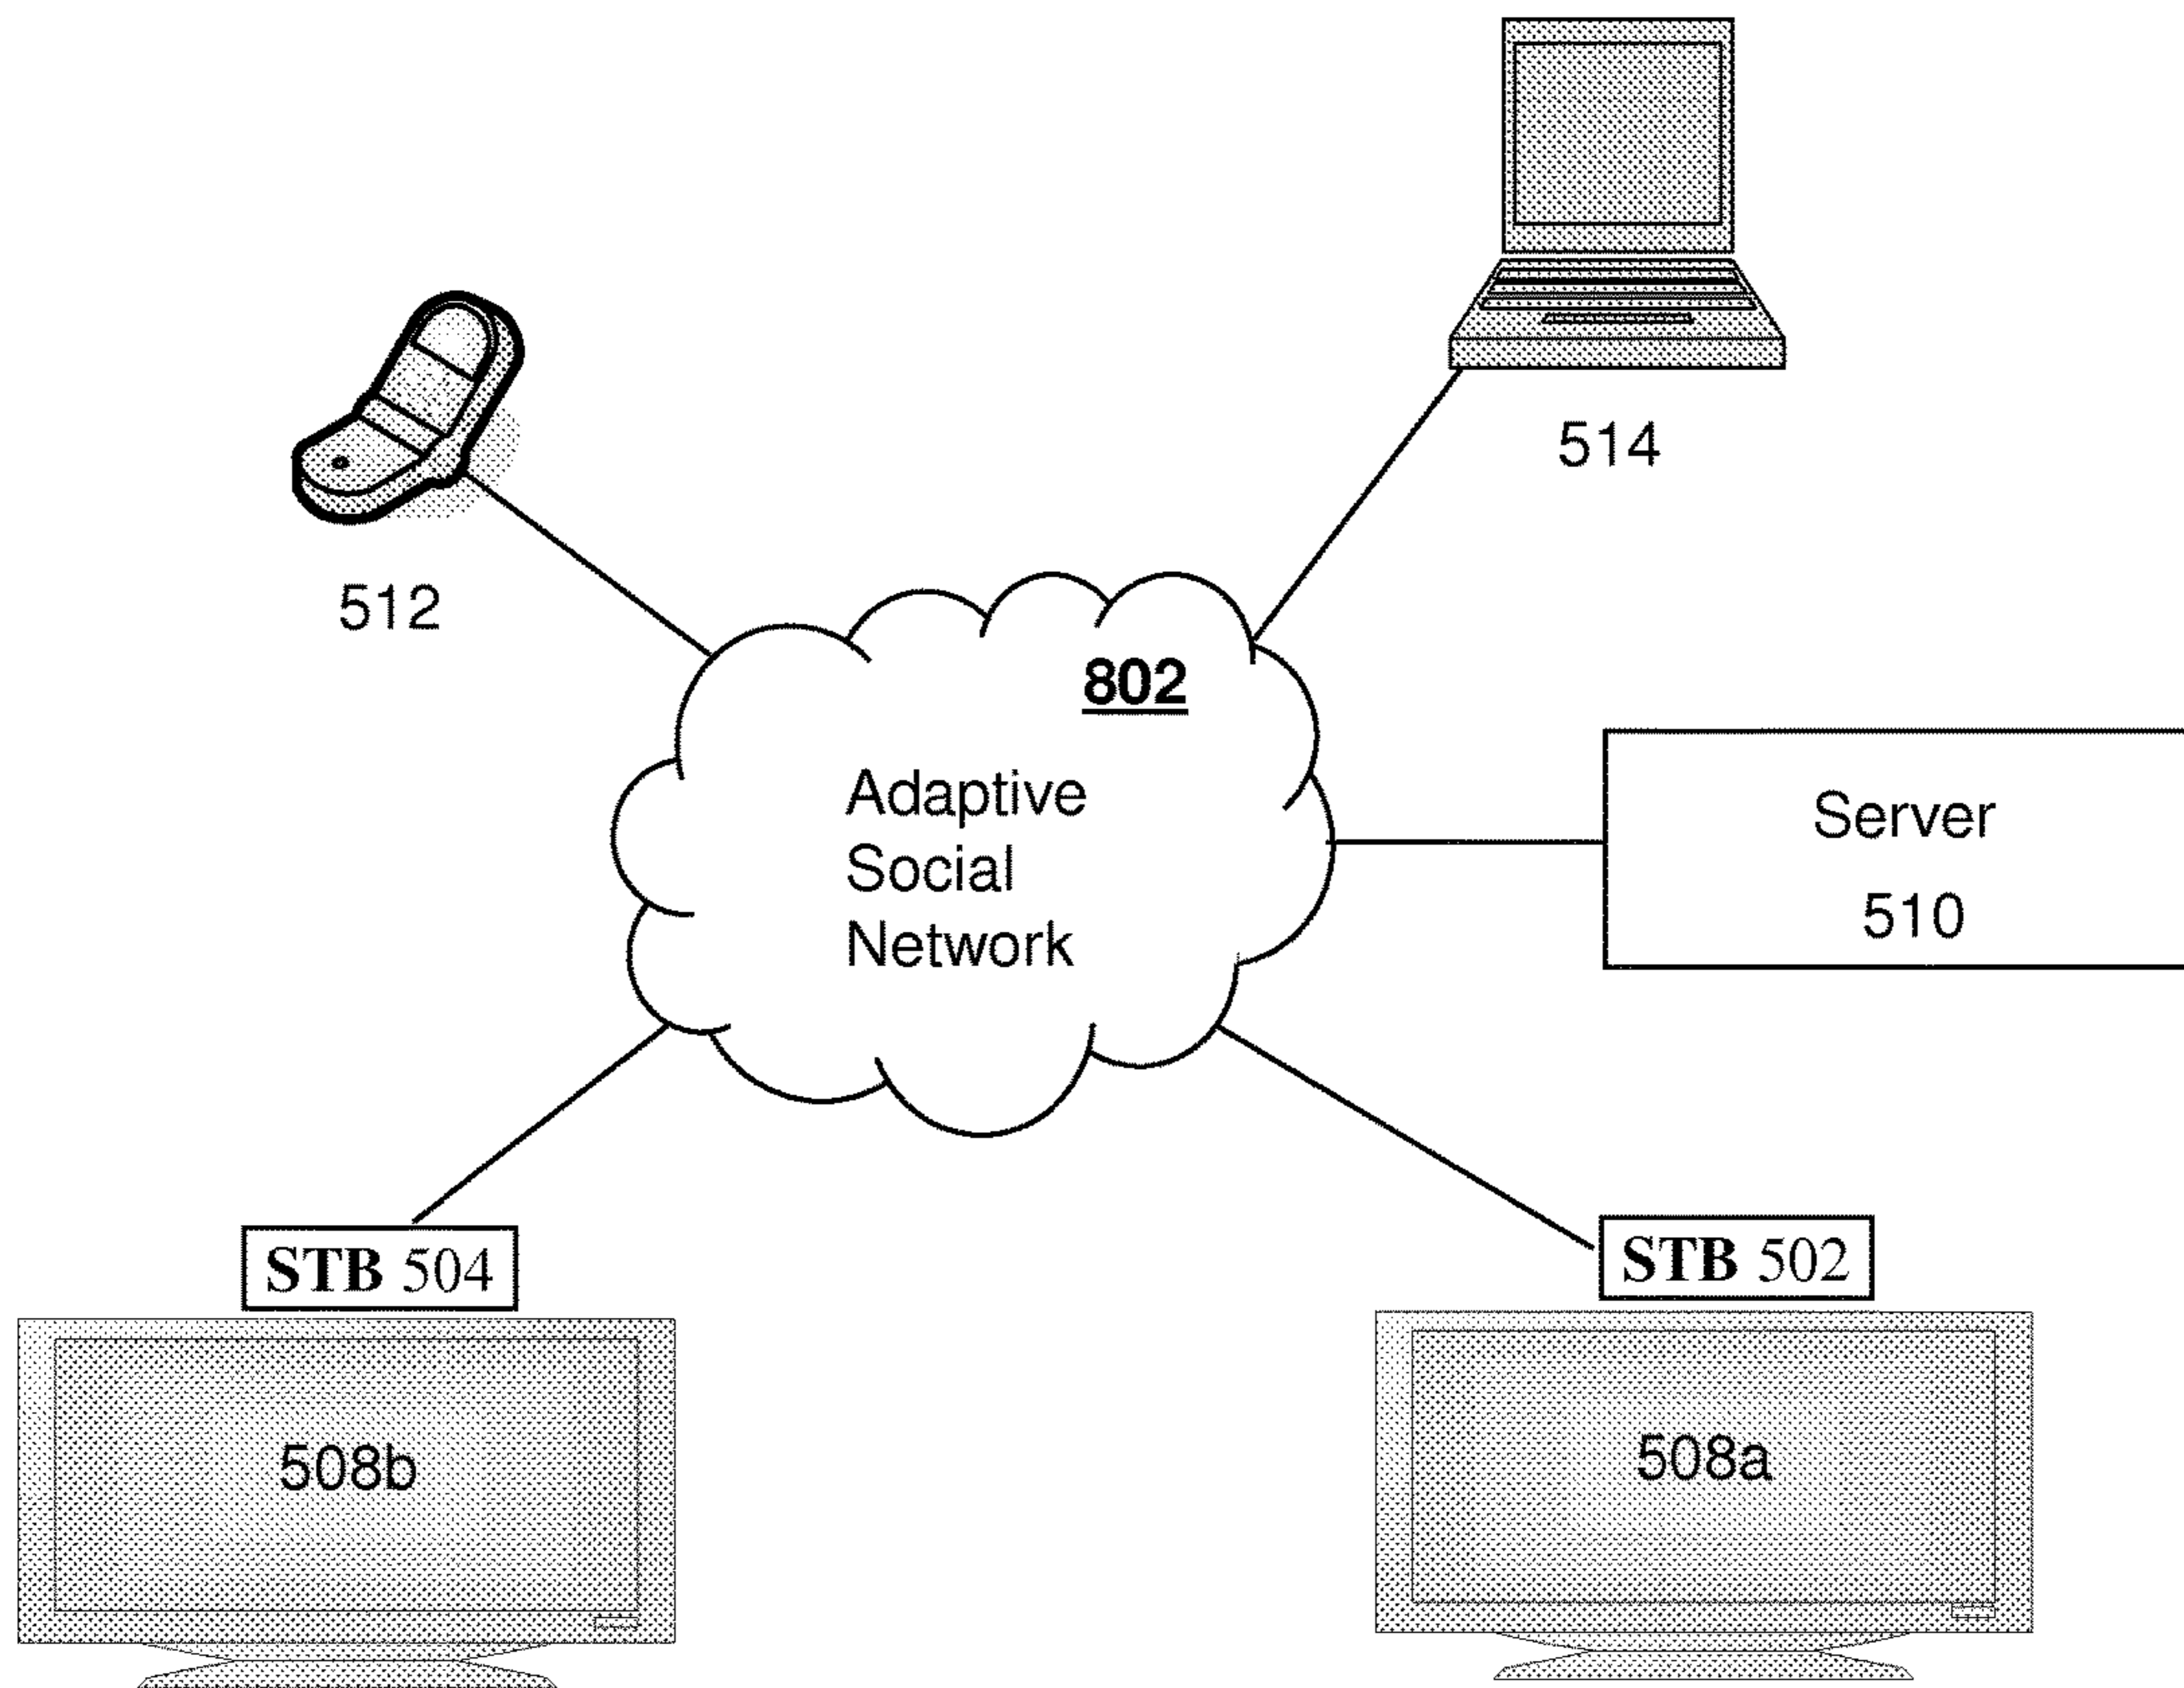 514
512
802
Adaptive
Social
Network
Server
510
STB 504
STB 502
508b
508a